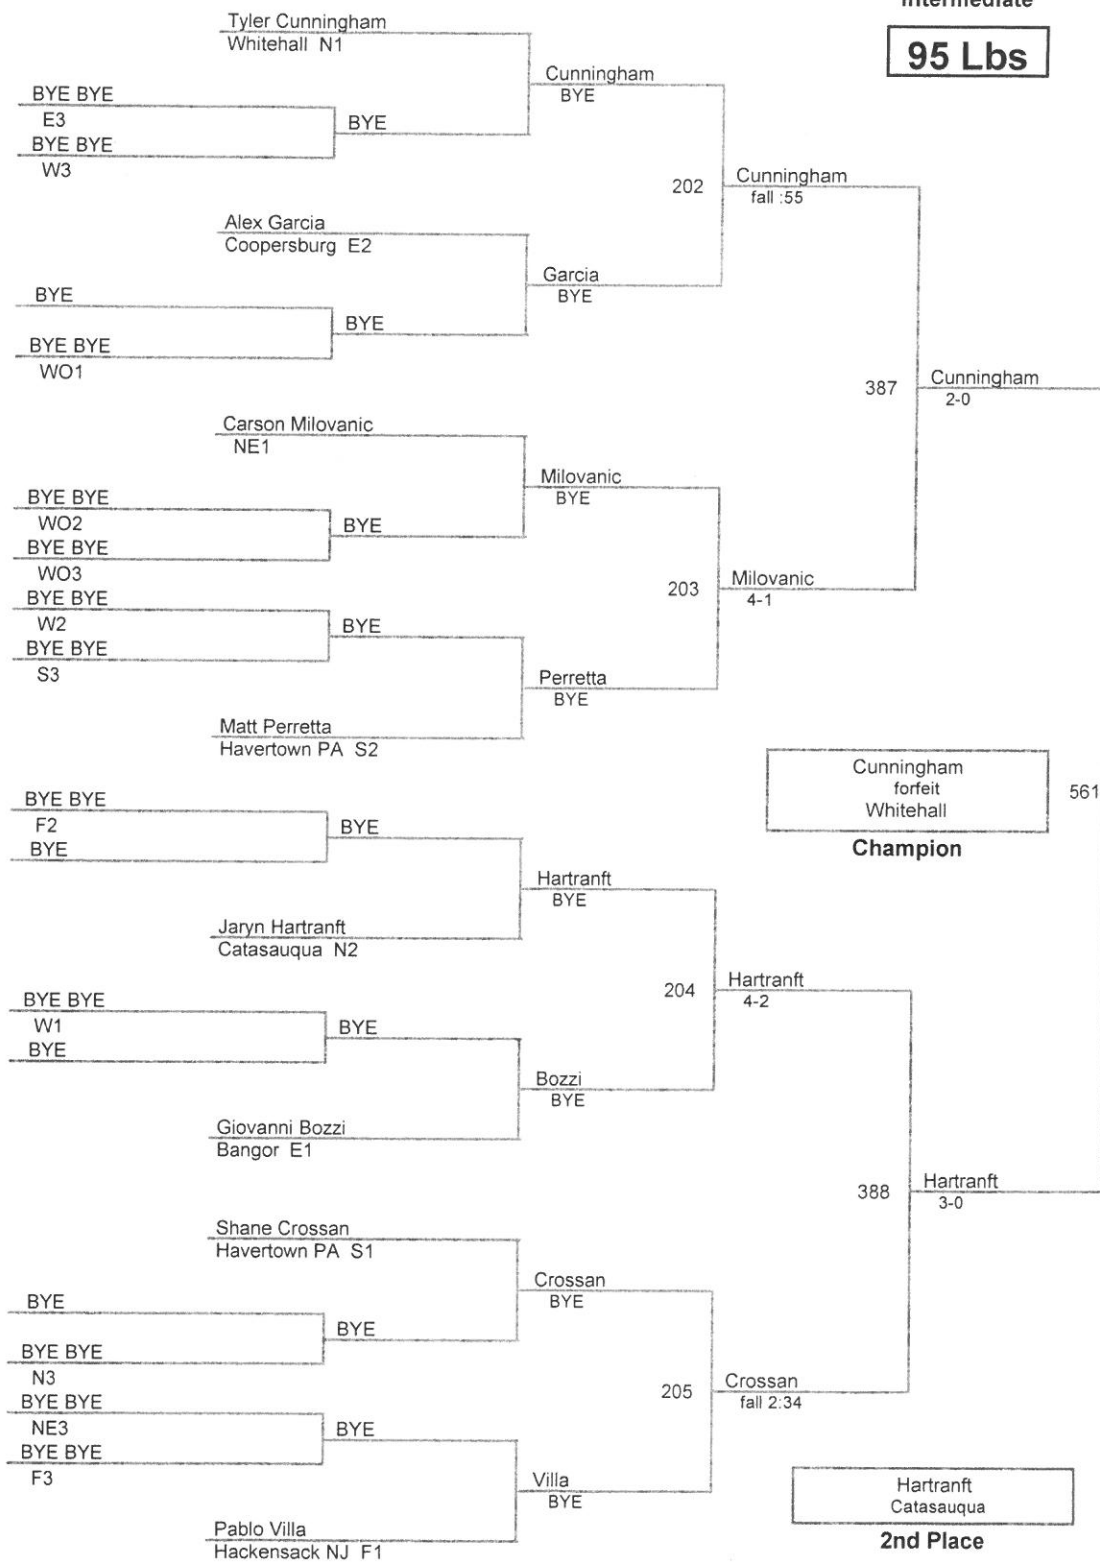 Intermediate
95 Lbs
Tyler Cunningham
Whitehall N1
Cunningham
BYE
BYE BYE
E3
BYE
BYE BYE
W3
202
Cunningham
fall :55
Alex Garcia
Coopersburg E2
Garcia
BYE
BYE
BYE
BYE BYE
WO1
387
Cunningham
2-0
Carson Milovanic
NE1
Milovanic
BYE
BYE BYE
WO2
BYE
BYE BYE
WO3
203
Milovanic
4-1
BYE BYE
W2
BYE
BYE BYE
S3
Perretta
BYE
Matt Perretta
Havertown PA S2
Cunningham
forfeit
Whitehall
561
Champion
BYE BYE
F2
BYE
BYE
Hartranft
BYE
Jaryn Hartranft
Catasauqua N2
204
Hartranft
4-2
BYE BYE
W1
BYE
BYE
Bozzi
BYE
Giovanni Bozzi
Bangor E1
388
Hartranft
3-0
Shane Crossan
Havertown PA S1
Crossan
BYE
BYE
BYE
BYE BYE
N3
205
Crossan
fall 2:34
BYE BYE
NE3
BYE
BYE BYE
F3
Villa
BYE
Pablo Villa
Hackensack NJ F1
Hartranft
Catasauqua
2nd Place